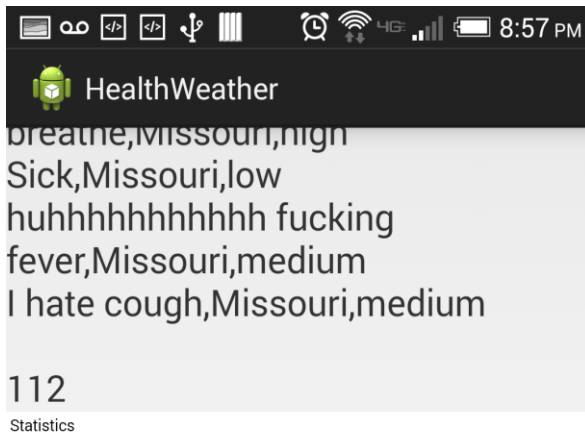 4G
8:57 PM
HealthWeather
breathe,Missouri,high
Sick,Missouri,low
huhhhhhhhhhhh fucking
fever,Missouri,medium
I hate cough,Missouri,medium
112
Statistics